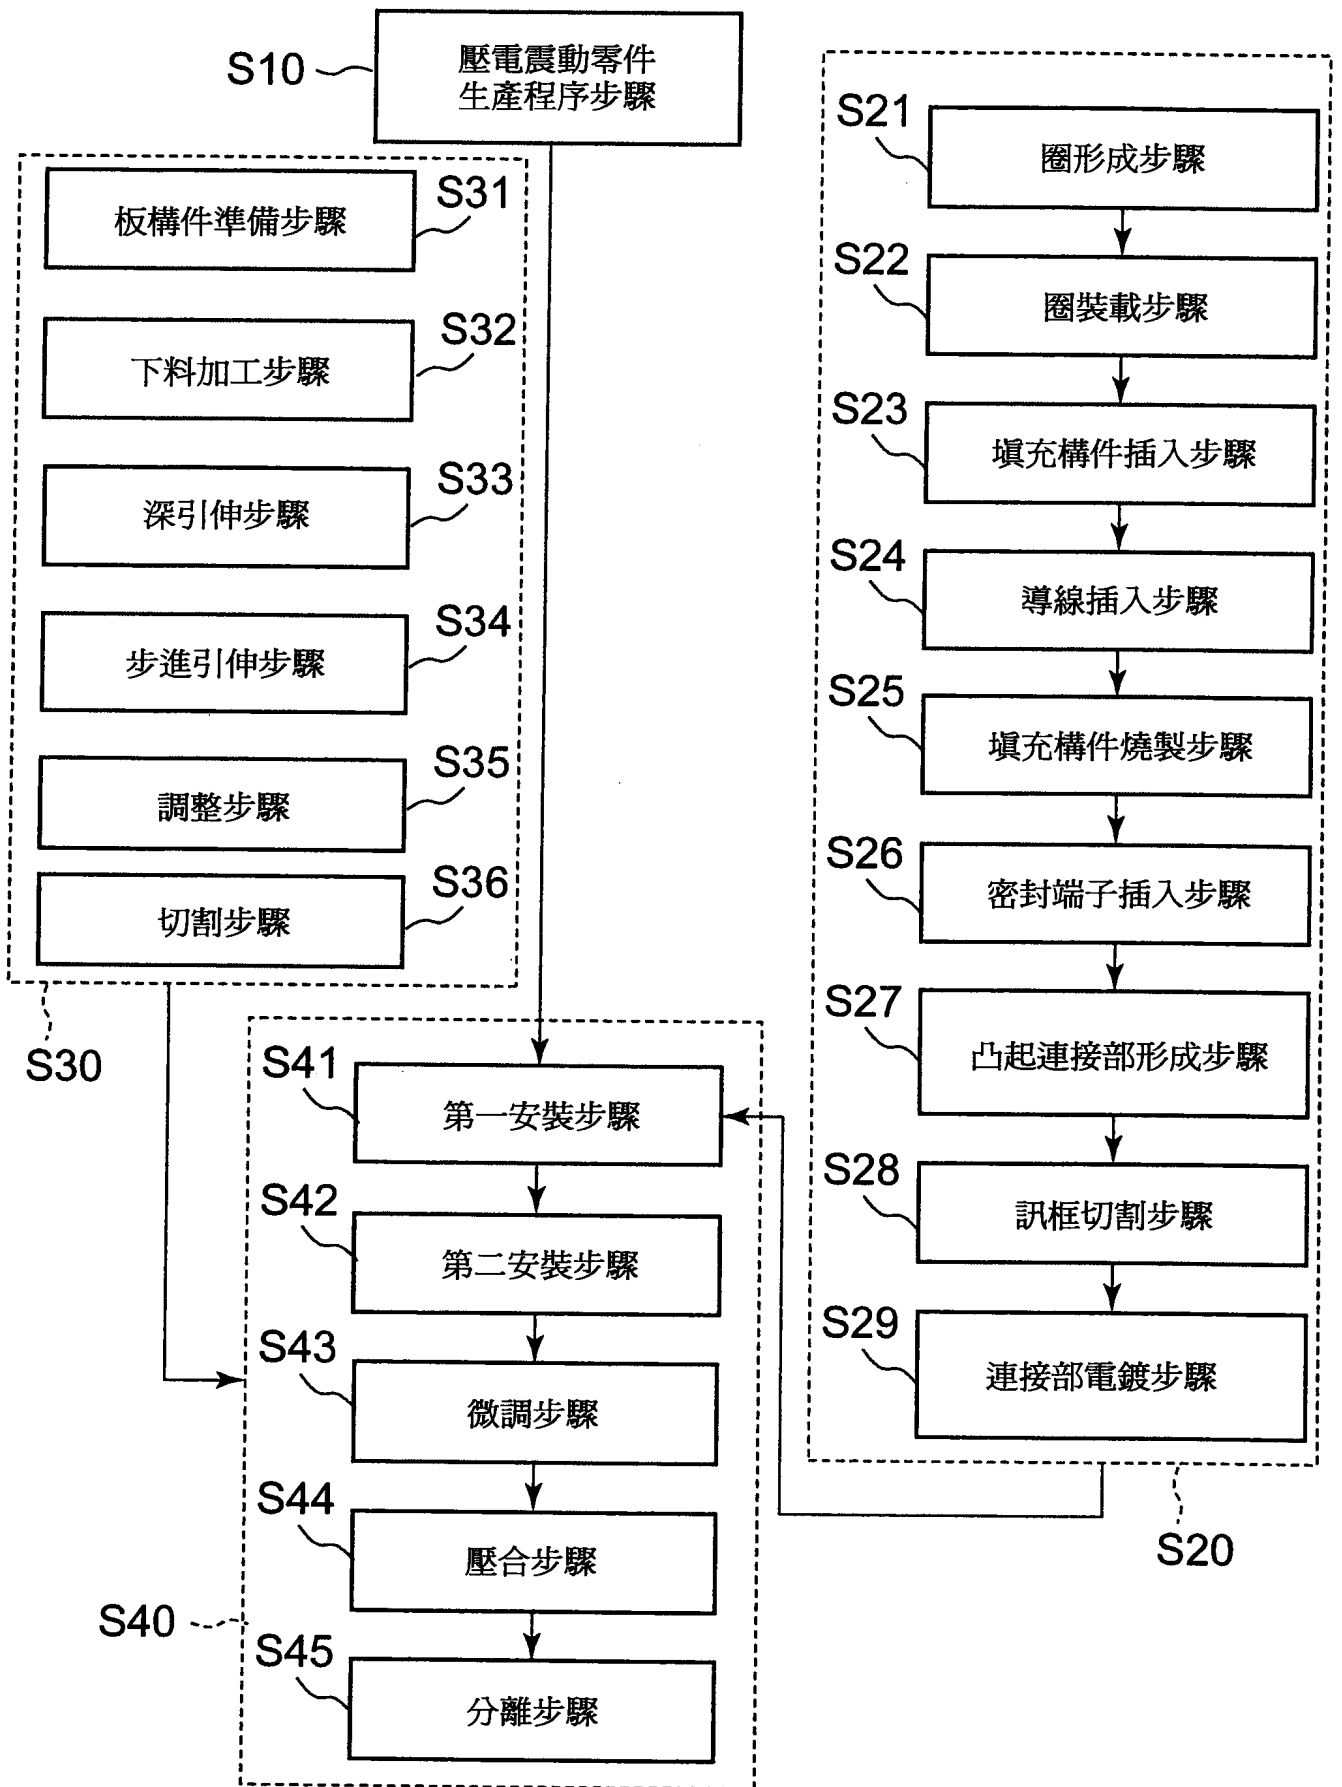 S10
壓電震動零件
生產程序步驟
S31
板構件準備步驟
S32
下料加工步驟
S33
深引伸步驟
S34
步進引伸步驟
S35
調整步驟
S36
切割步驟
S30
S21
圈形成步驟
S22
圈裝載步驟
S23
填充構件插入步驟
S24
導線插入步驟
S25
填充構件燒製步驟
S26
密封端子插入步驟
S27
凸起連接部形成步驟
S28
訊框切割步驟
S29
連接部電鍍步驟
S20
S41
第一安裝步驟
S42
第二安裝步驟
S43
微調步驟
S44
壓合步驟
S40
S45
分離步驟